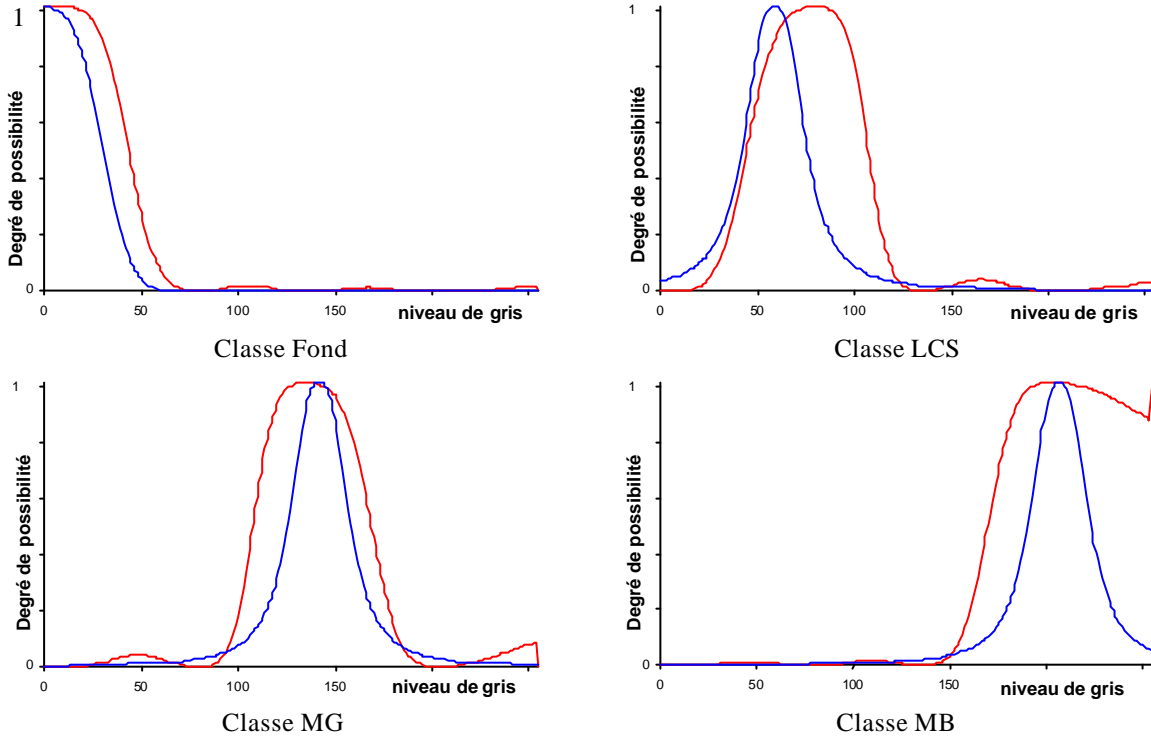 1
Degré de possibilité
0
0 50 100 150
niveau de gris
Classe Fond
1
Degré de possibilité
0
0 50 100 150
niveau de gris
Classe LCS
1
Degré de possibilité
0
0 50 100 150
niveau de gris
Classe MG
1
Degré de possibilité
0
0 50 100 150
niveau de gris
Classe MB